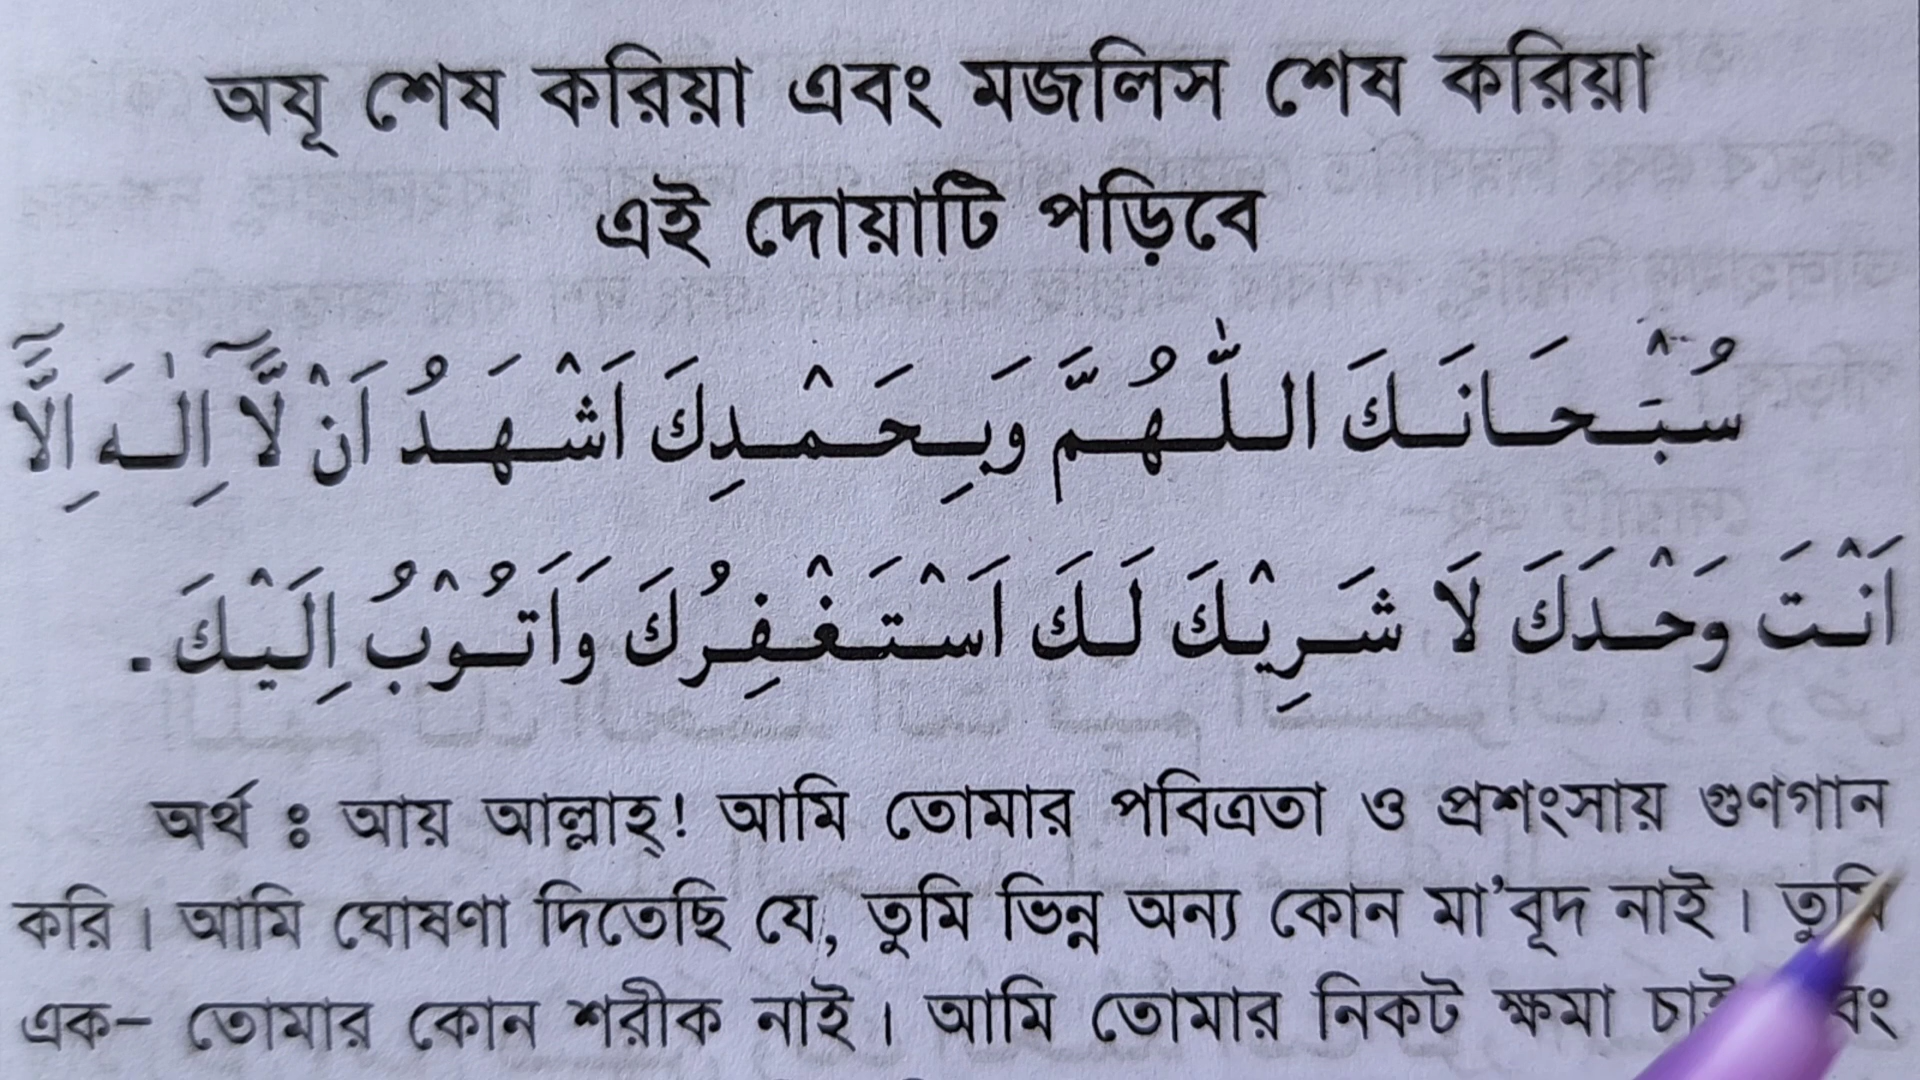 অযূ শেষ করিয়া এবং মজলিস শেষ করিয়া
এই দোয়াটি পড়িবে
سُبْحَانَكَ اللّٰهُمَّ وَبِحَمْدِكَ اَشْهَدُ اَنْ لَّآ اِلٰهَ اِلَّآ
اَنْتَ وَحْدَكَ لَا شَرِيْكَ لَكَ اَسْتَغْفِرُكَ وَاَتُوْبُ اِلَيْكَ .
অর্থ ঃ আয় আল্লাহ্! আমি তোমার পবিত্রতা ও প্রশংসায় গুণগান
করি। আমি ঘোষণা দিতেছি যে, তুমি ভিন্ন অন্য কোন মা’বূদ নাই। তুমি
এক– তোমার কোন শরীক নাই। আমি তোমার নিকট ক্ষমা চাই